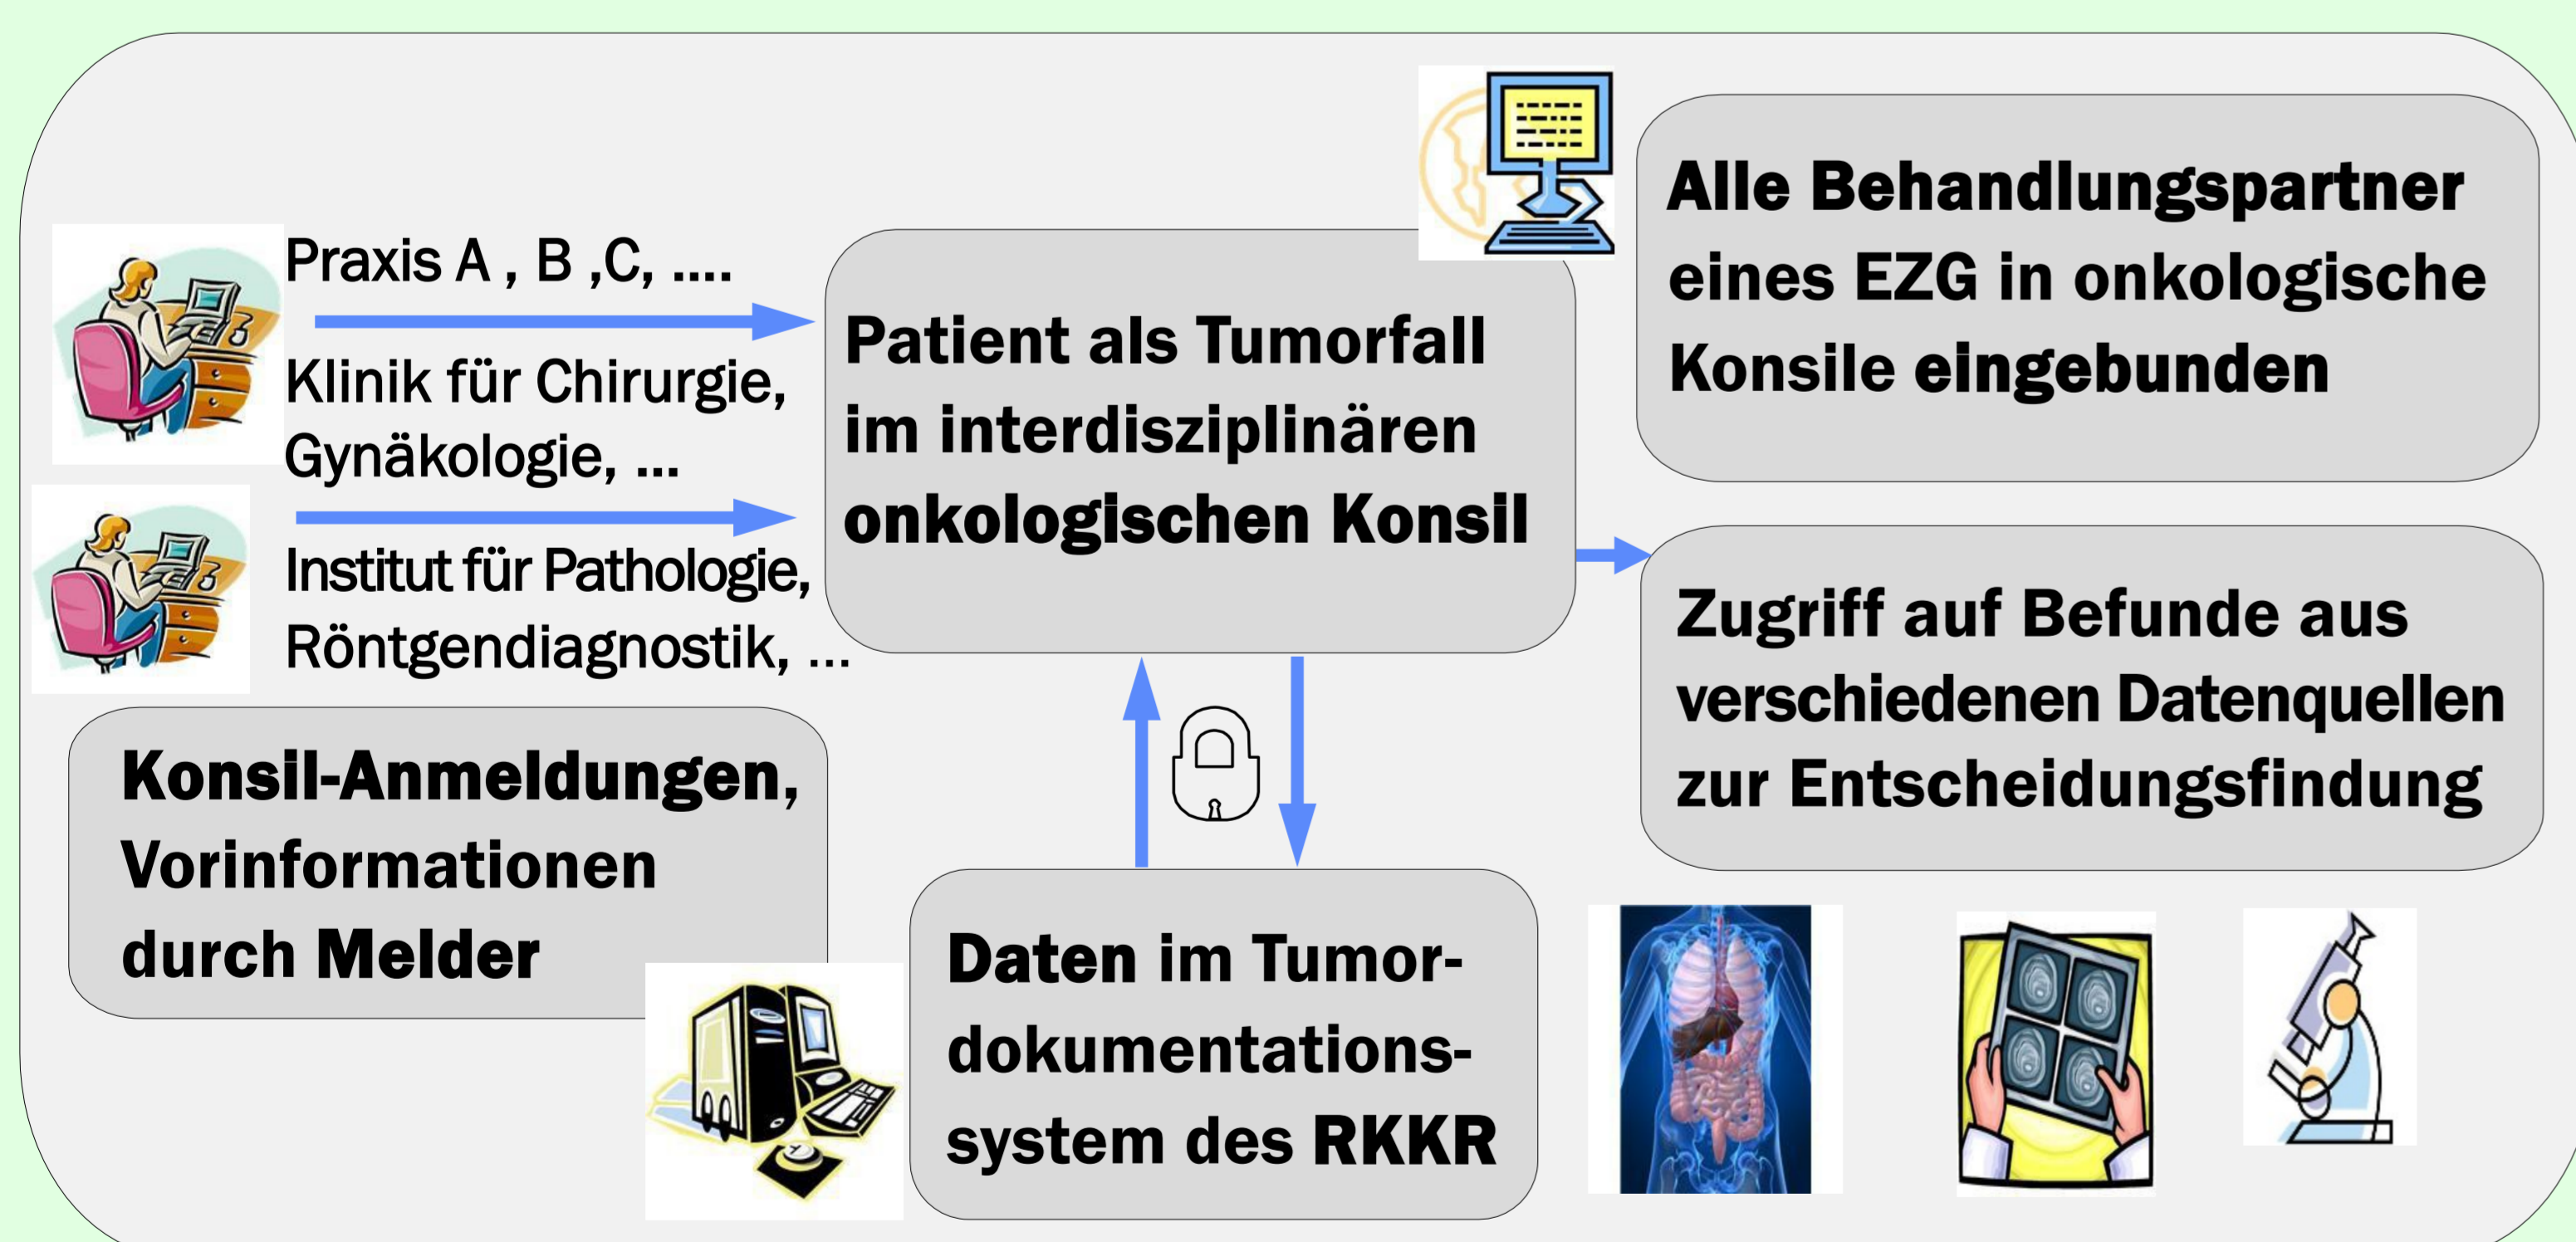 Praxis A , B ,C, ....
Klinik für Chirurgie,
Gynäkologie, ...
Institut für Pathologie,
Röntgendiagnostik, ...
Konsil-Anmeldungen,
Vorinformationen
durch Melder
Patient als Tumorfall
im interdisziplinären
onkologischen Konsil
Daten im Tumor-
dokumentations-
system des RKKR
Alle Behandlungspartner
eines EZG in onkologische
Konsile eingebunden
Zugriff auf Befunde aus
verschiedenen Datenquellen
zur Entscheidungsfindung